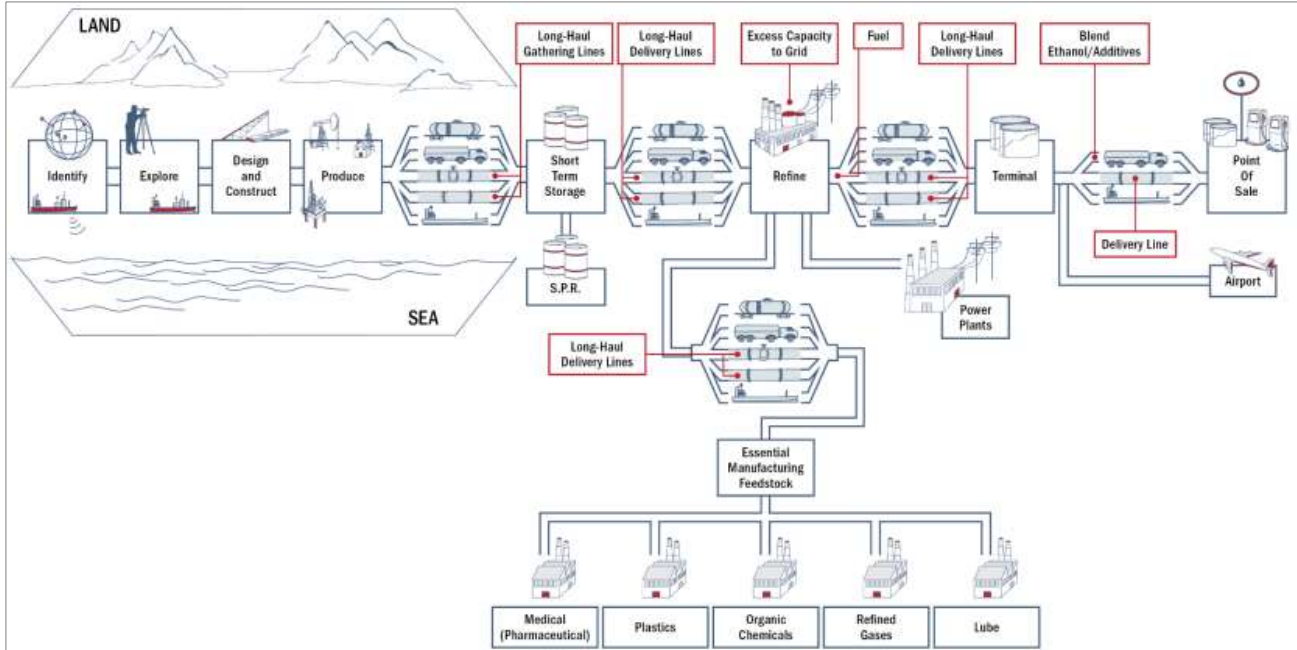 LAND
Long-Haul
Gathering Lines
Long-Haul
Delivery Lines
Excess Capacity
to Grid
Fuel
Long-Haul
Delivery Lines
Blend
Ethanol/Additives
Identify
Explore
Design
and
Construct
Produce
Short
Term
Storage
Refine
Terminal
Point
Of
Sale
Delivery Line
S.P.R.
Airport
Power
Plants
SEA
Long-Haul
Delivery Lines
Essential
Manufacturing
Feedstock
Medical
(Pharmaceutical)
Plastics
Organic
Chemicals
Refined
Gases
Lube